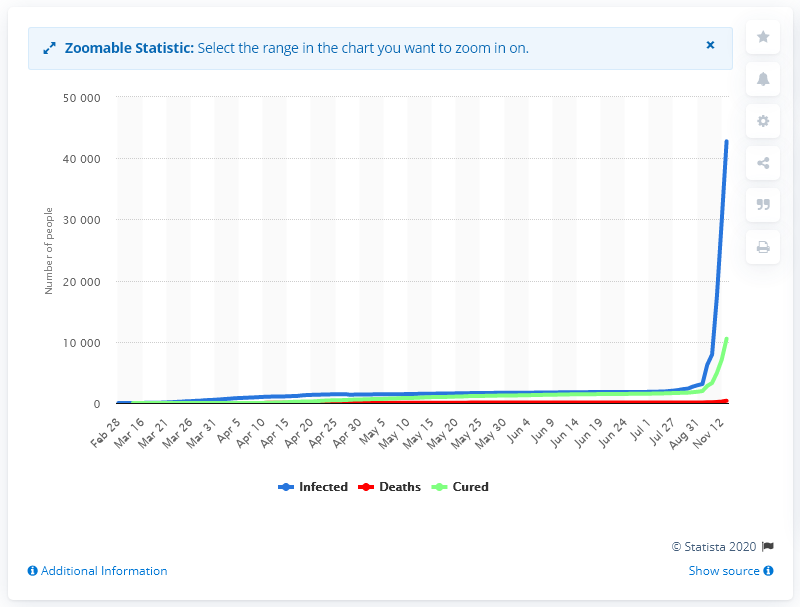 Zoomable Statistic: Select the range in the chart you want to zoom in on.
×
Number of people
50 000
40 000
30 000
20 000
10 000
0
Feb 28
Mar 16
Mar 21
Mar 26
Mar 31
Apr 5
Apr 10
Apr 15
Apr 20
Apr 25
Apr 30
May 5
May 10
May 15
May 20
May 25
May 30
Jun 4
Jun 9
Jun 14
Jun 19
Jun 24
Jul 1
Jul 27
Aug 31
Nov 12
Infected Deaths Cured
© Statista 2020
Additional Information
Show source